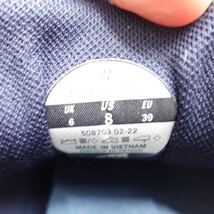 UK US EU
6 8 39
508703 02-22
MADE IN VIETNAM